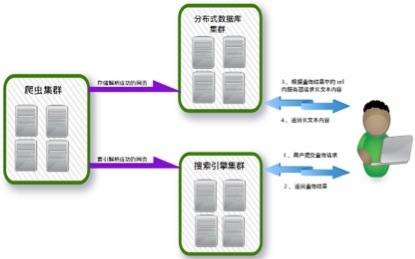 分布式数据库
集群
爬虫集群
存储解析成功的网页
3、根据查询结果中的 url
向服务器请求长文本内容
4、返回长文本内容
索引解析成功的网页
搜索引擎集群
1、用户提交查询请求
2、返回查询结果